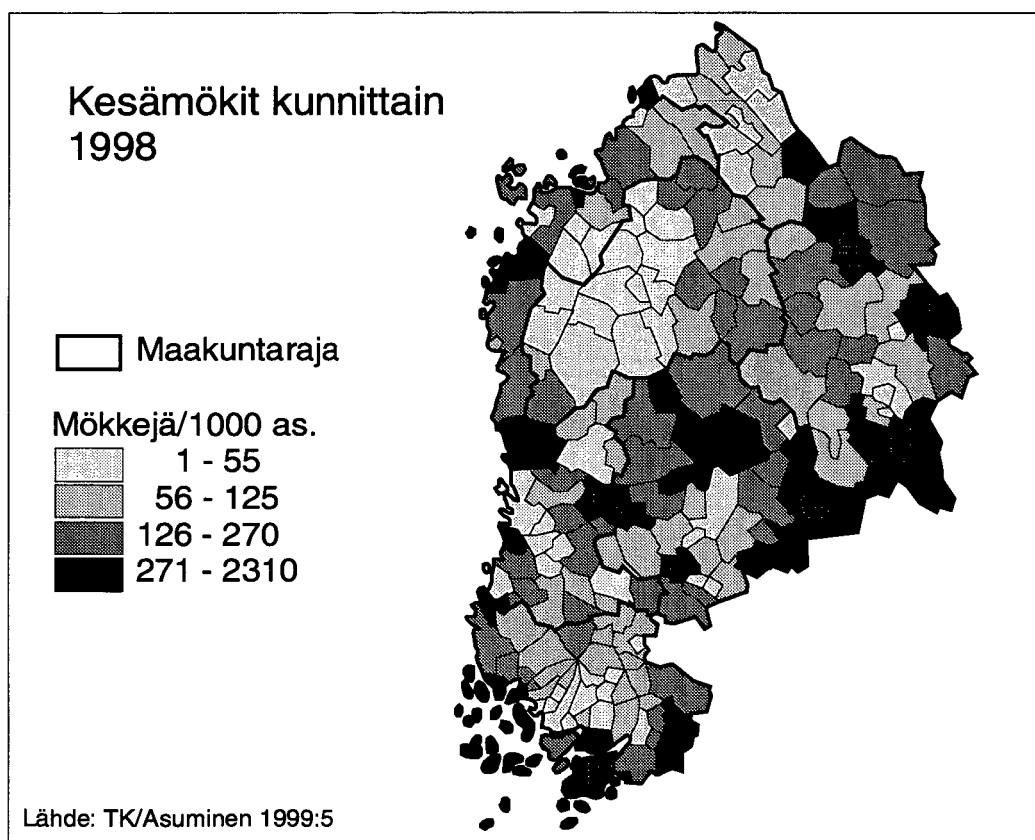 Kesämökit kunnittain
1998
Maakuntaraja
Mökkejä/1000 as.
1 - 55
56 - 125
126 - 270
271 - 2310
Lähde: TK/Asuminen 1999:5